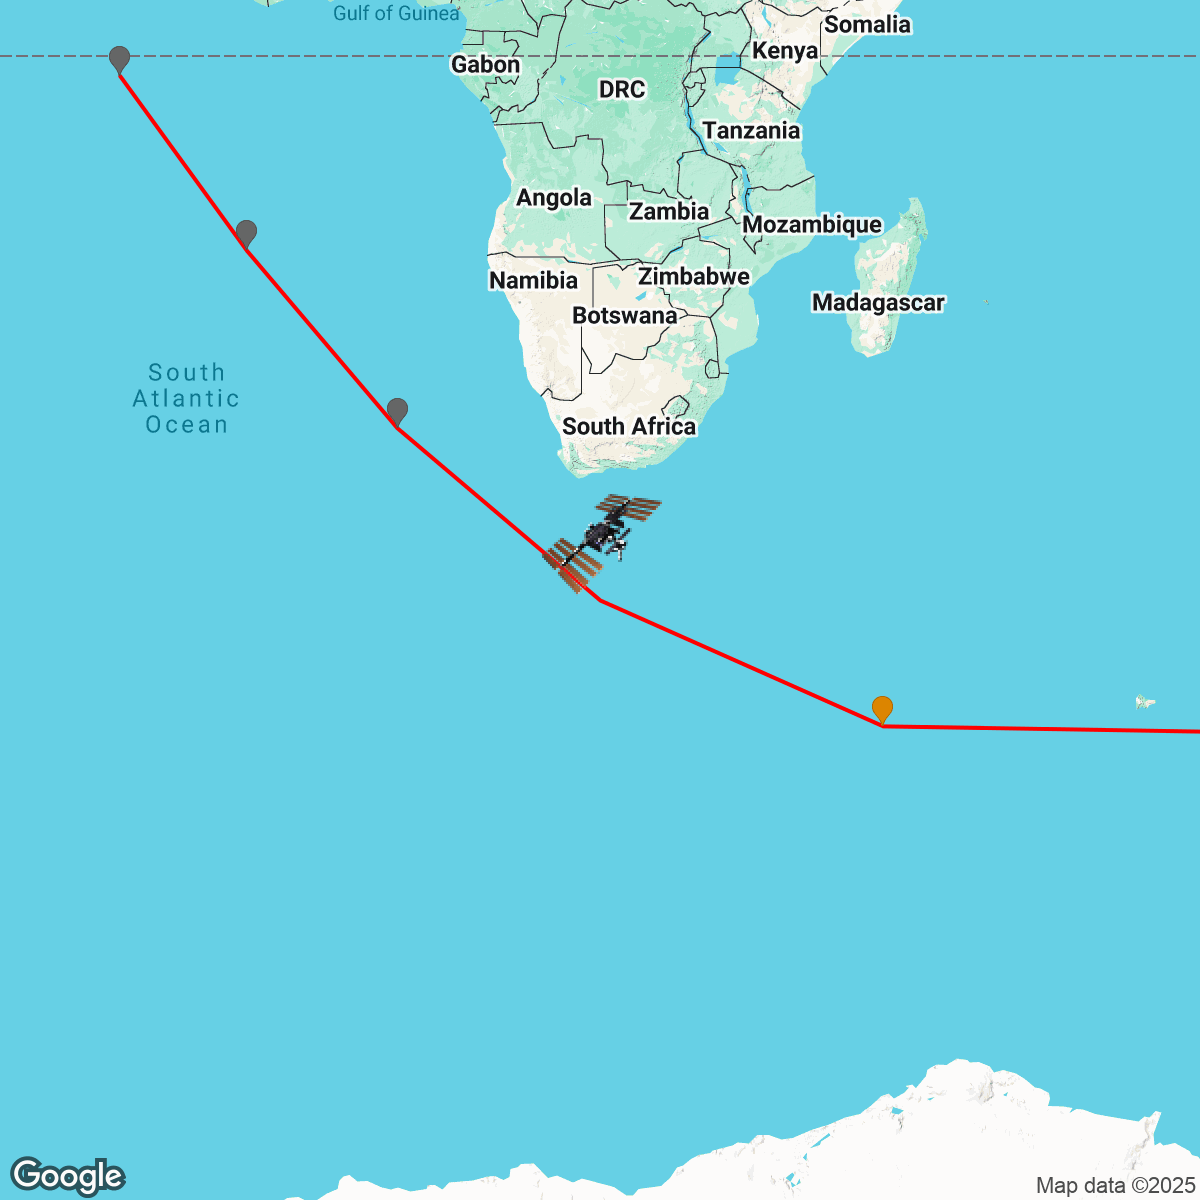 Gulf of Guinea
Somalia
Kenya
Gabon
DRC
Tanzania
Angola
Zambia
Mozambique
Namibia
Zimbabwe
Botswana
Madagascar
South
Atlantic
Ocean
South Africa
Google
Map data ©2025